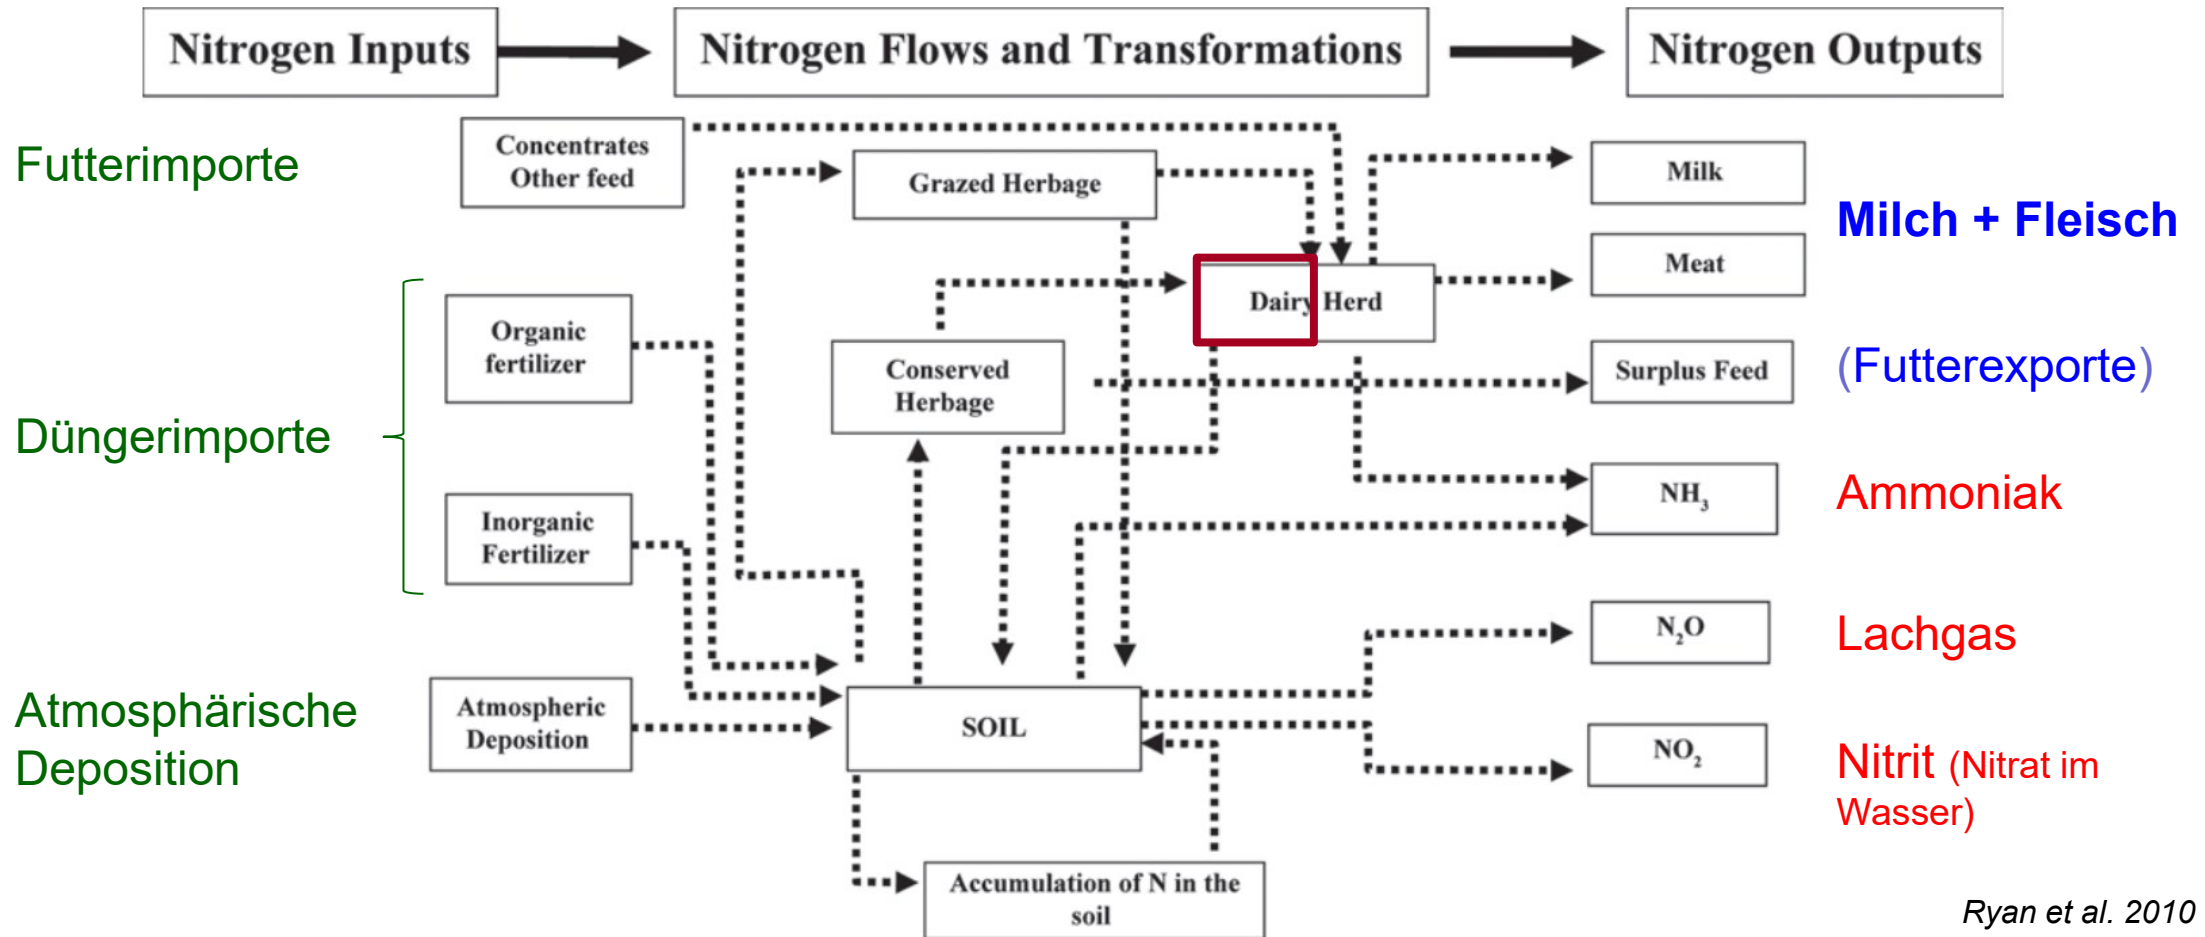 Nitrogen Inputs
Nitrogen Flows and Transformations
Nitrogen Outputs
Futterimporte
Concentrates
Other feed
Grazed Herbage
Milk
Milch + Fleisch
Meat
Dairy Herd
Organic
fertilizer
Conserved
Herbage
Surplus Feed
(Futterexporte)
Düngerimporte
Inorganic
Fertilizer
NH₃
Ammoniak
N₂O
Lachgas
Atmosphärische
Deposition
Atmospheric
Deposition
SOIL
NO₂
Nitrit (Nitrat im
Wasser)
Accumulation of N in the
soil
Ryan et al. 2010